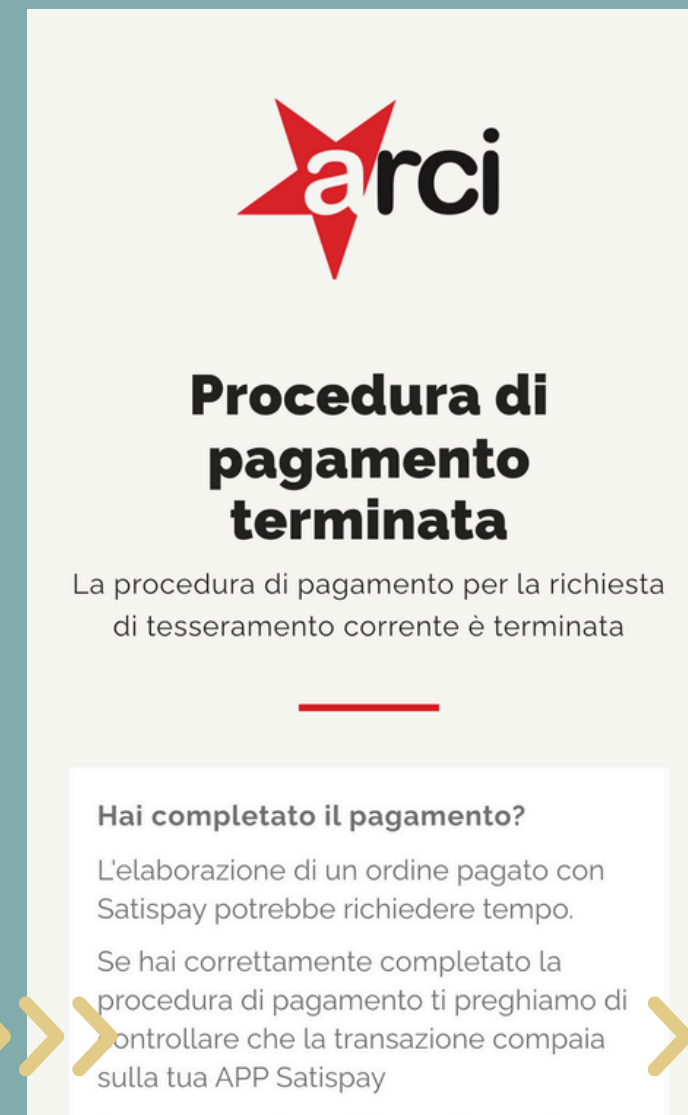 arci
Procedura di
pagamento
terminata
La procedura di pagamento per la richiesta
di tesseramento corrente è terminata
Hai completato il pagamento?
L'elaborazione di un ordine pagato con
Satispay potrebbe richiedere tempo.
Se hai correttamente completato la
procedura di pagamento ti preghiamo di
controllare che la transazione compaia
sulla tua APP Satispay